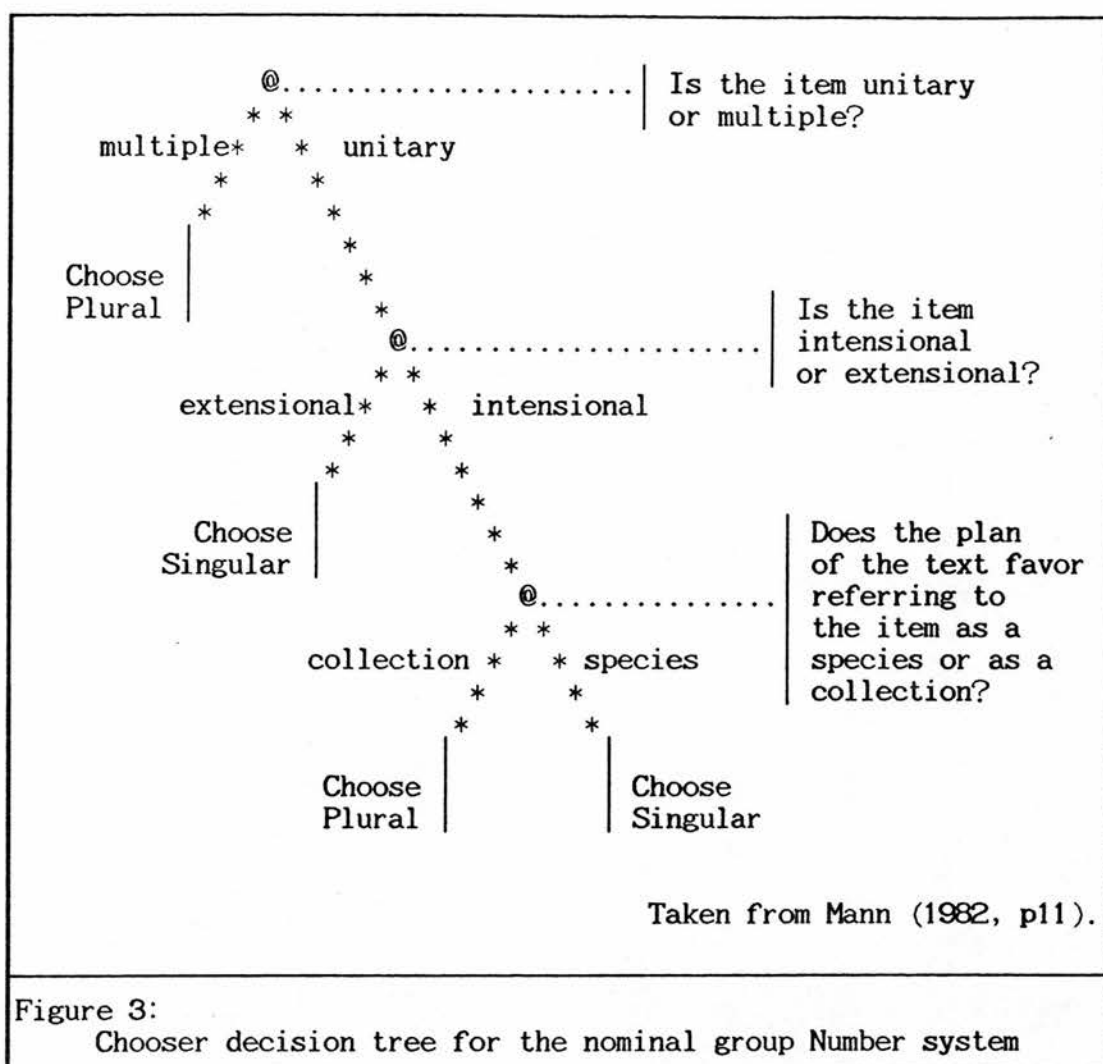 @....................... Is the item unitary
or multiple?
* *
multiple* * unitary
* *
* *
*
Choose *
Plural *
Is the item
@...................... intensional
* * or extensional?
extensional* * intensional
* *
* *
*
Choose * Does the plan
Singular * of the text favor
@............... referring to
* * the item as a
collection * * species species or as a
* * collection?
* *
Choose Choose
Plural Singular
Taken from Mann (1982, p11).
Figure 3:
Chooser decision tree for the nominal group Number system